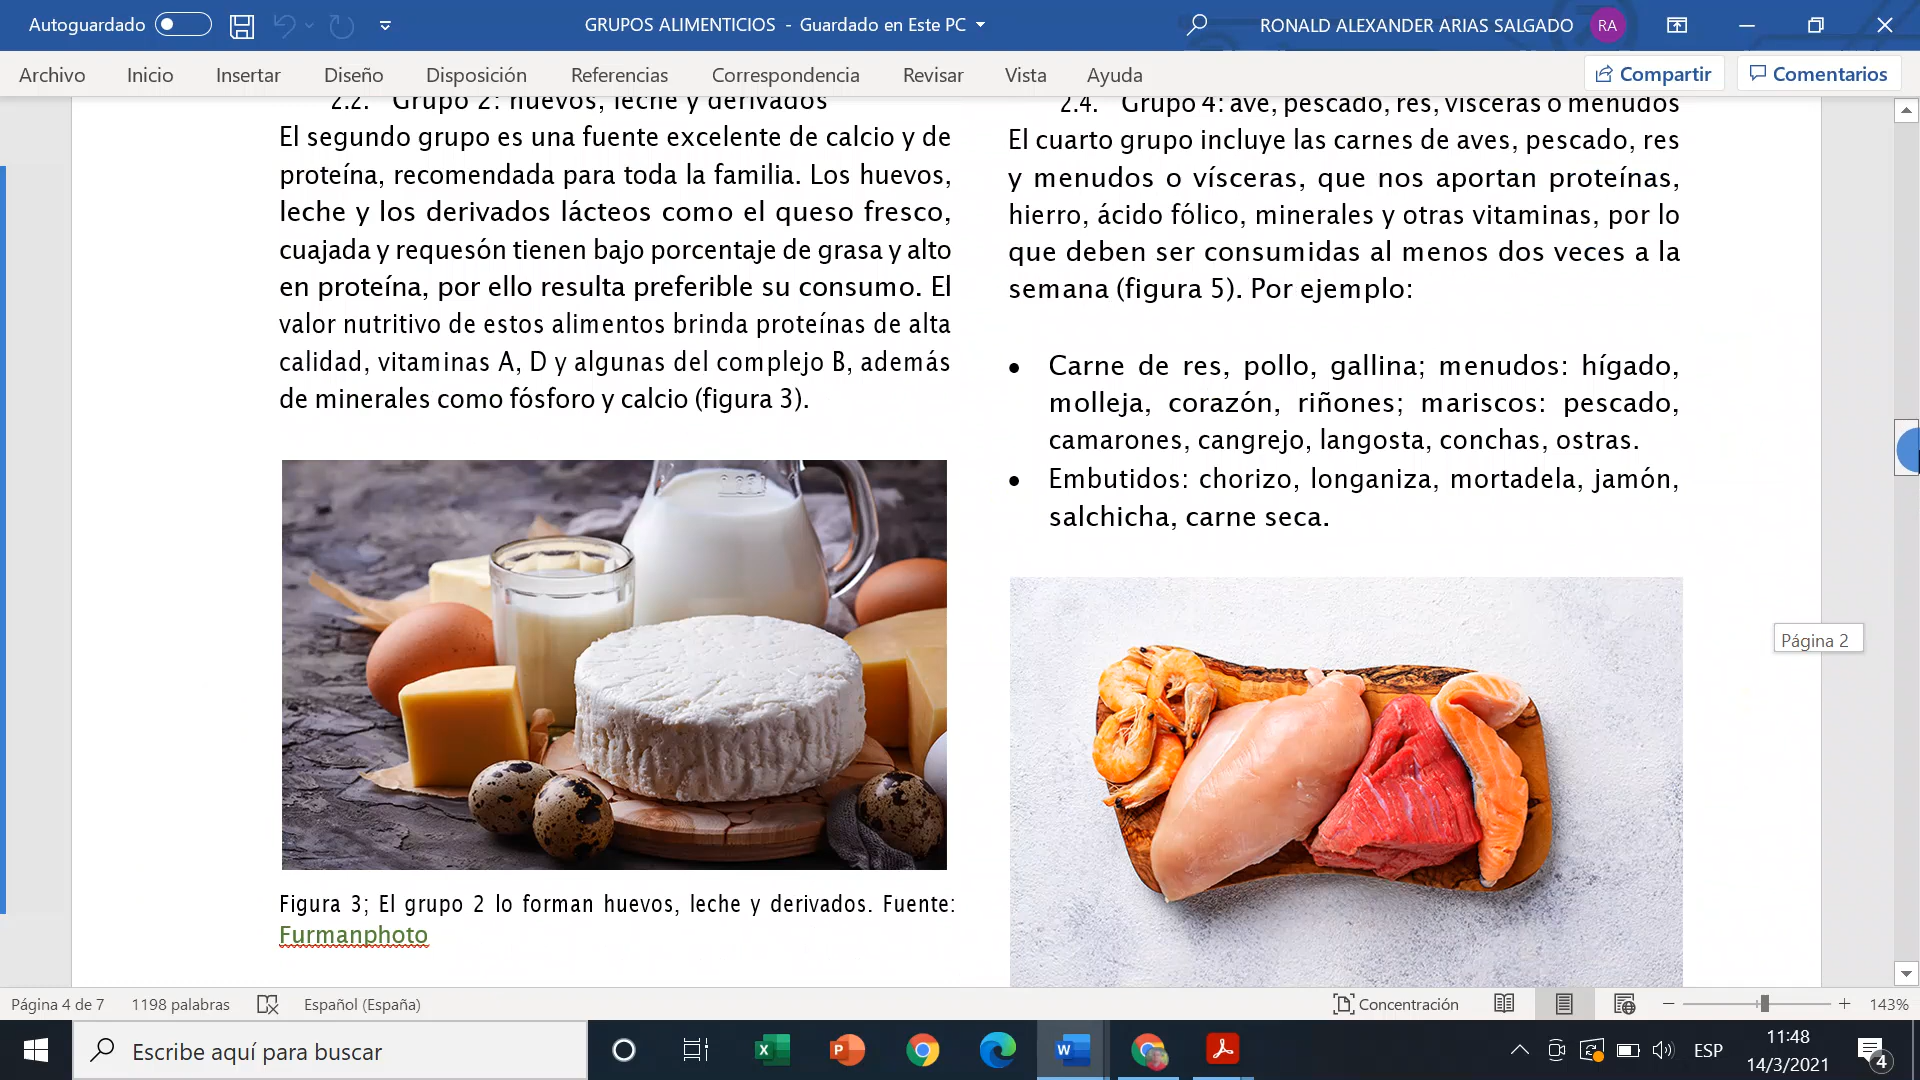 Autoguardado
GRUPOS ALIMENTICIOS - Guardado en Este PC
RONALD ALEXANDER ARIAS SALGADO
RA
Archivo Inicio Insertar Diseño Disposición Referencias Correspondencia Revisar Vista Ayuda
Compartir
Comentarios
2.2. Grupo 2: huevos, leche y derivados
El segundo grupo es una fuente excelente de calcio y de
proteína, recomendada para toda la familia. Los huevos,
leche y los derivados lácteos como el queso fresco,
cuajada y requesón tienen bajo porcentaje de grasa y alto
en proteína, por ello resulta preferible su consumo. El
valor nutritivo de estos alimentos brinda proteínas de alta
calidad, vitaminas A, D y algunas del complejo B, además
de minerales como fósforo y calcio (figura 3).
Figura 3; El grupo 2 lo forman huevos, leche y derivados. Fuente:
Furmanphoto
2.4. Grupo 4: ave, pescado, res, vísceras o menudos
El cuarto grupo incluye las carnes de aves, pescado, res
y menudos o vísceras, que nos aportan proteínas,
hierro, ácido fólico, minerales y otras vitaminas, por lo
que deben ser consumidas al menos dos veces a la
semana (figura 5). Por ejemplo:
• Carne de res, pollo, gallina; menudos: hígado,
molleja, corazón, riñones; mariscos: pescado,
camarones, cangrejo, langosta, conchas, ostras.
• Embutidos: chorizo, longaniza, mortadela, jamón,
salchicha, carne seca.
Página 2
Página 4 de 7 1198 palabras Español (España)
Concentración
143%
Escribe aquí para buscar
ESP
11:48
14/3/2021
4